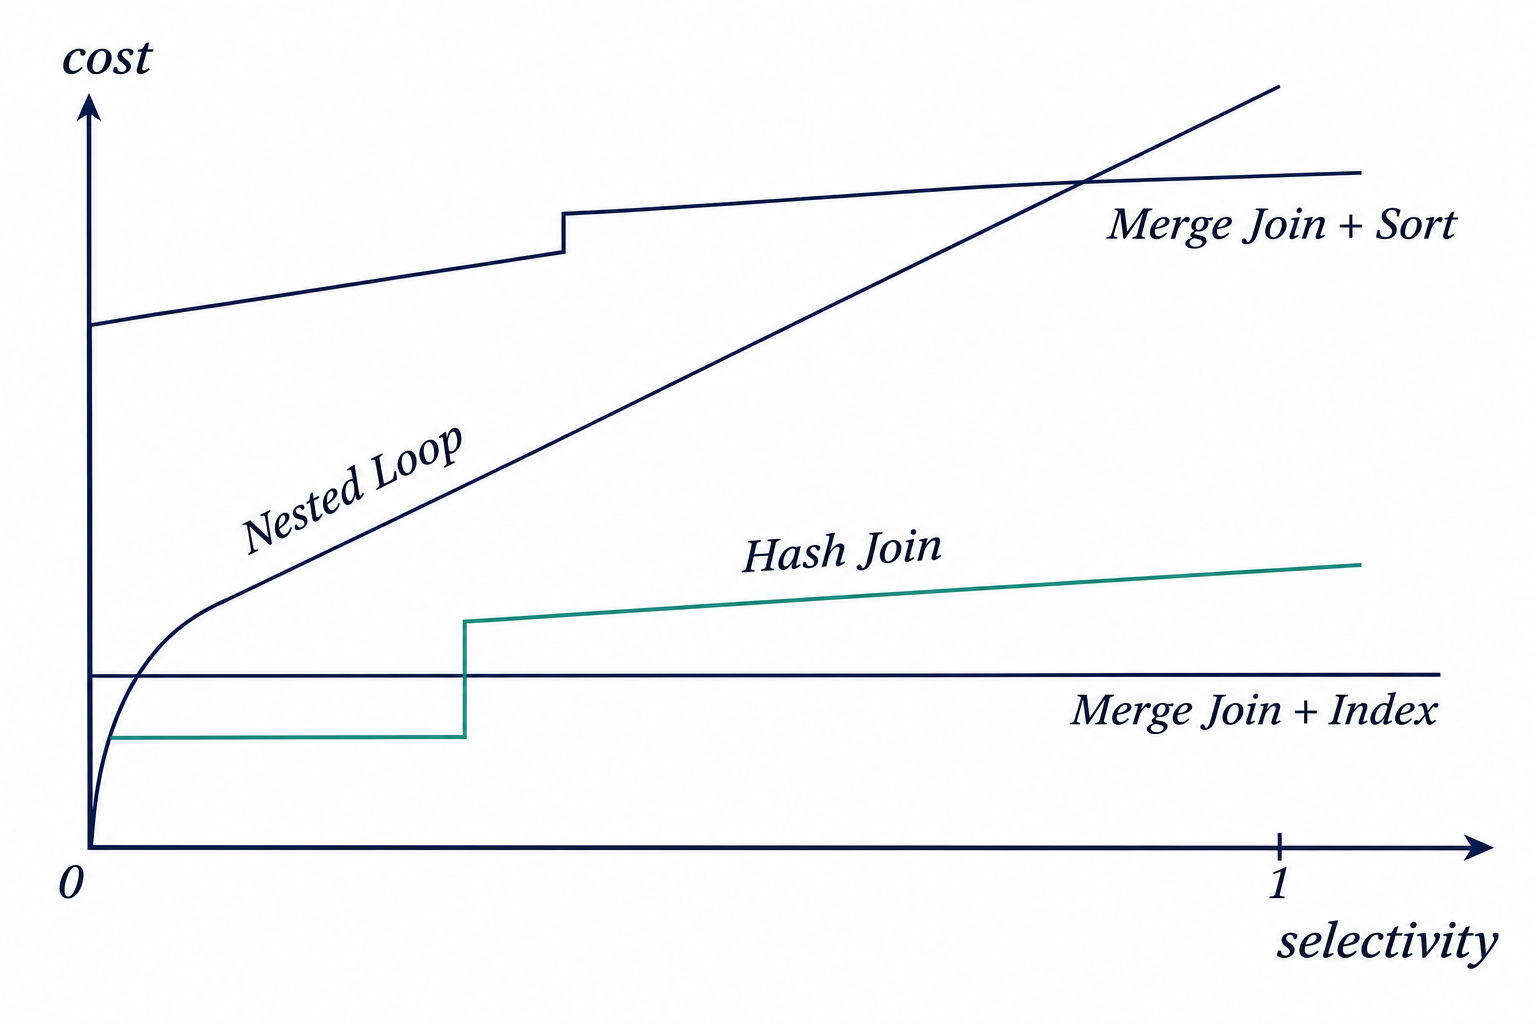 cost
Merge Join + Sort
Nested Loop
Hash Join
Merge Join + Index
0
1
selectivity